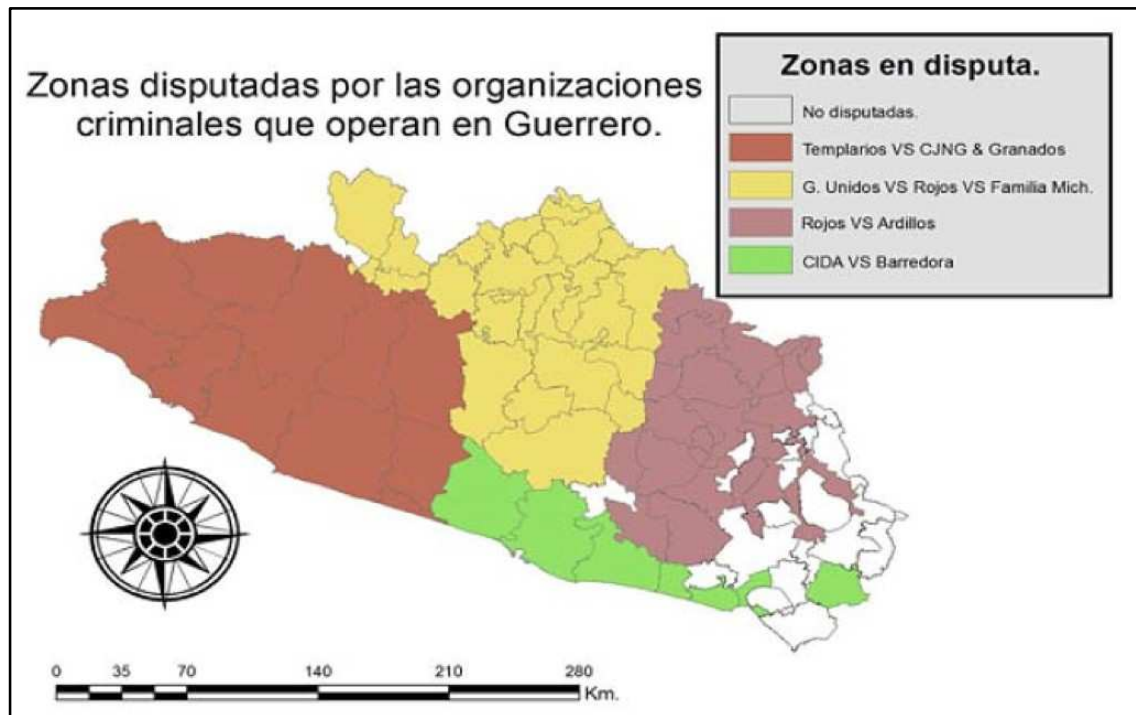 Zonas disputadas por las organizaciones
criminales que operan en Guerrero.
Zonas en disputa.
No disputadas.
Templarios VS CJNG & Granados
G. Unidos VS Rojos VS Familia Mich.
Rojos VS Ardillos
CIDA VS Barredora
0 35 70 140 210 280
Km.